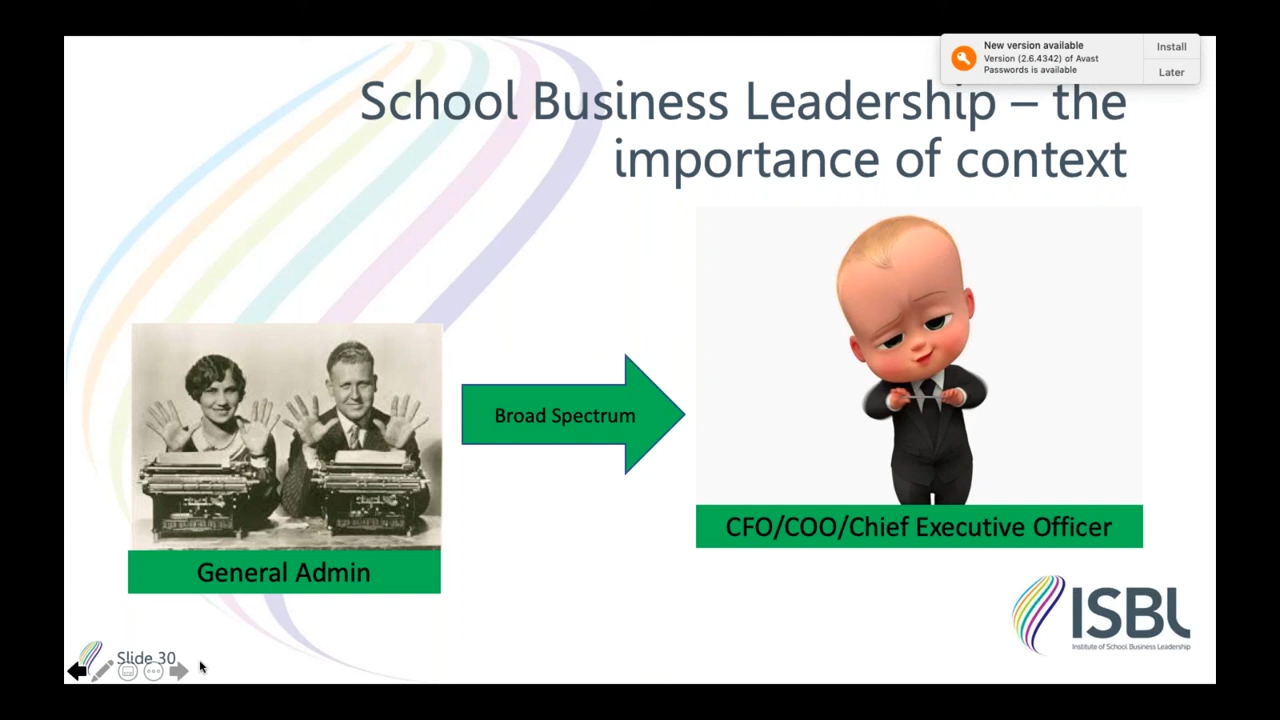 New version available
Version (2.6.4342) of Avast
Passwords is available
Install
Later
School Business Leadership – the
importance of context
Broad Spectrum
CFO/COO/Chief Executive Officer
General Admin
ISBL
Institute of School Business Leadership
Slide 30